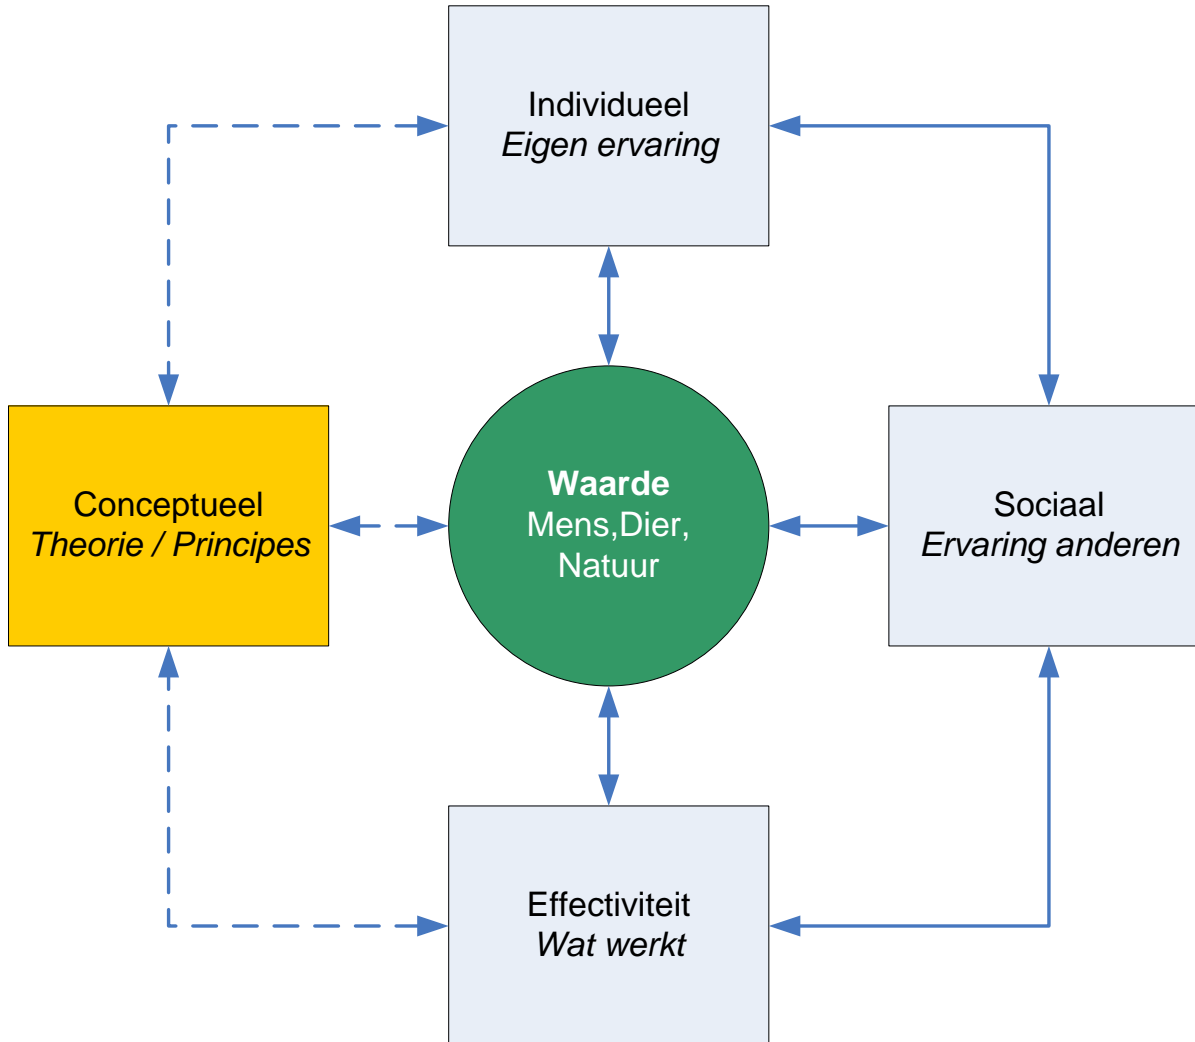 Individueel
Eigen ervaring
Conceptueel
Theorie / Principes
Waarde
Mens,Dier,
Natuur
Sociaal
Ervaring anderen
Effectiviteit
Wat werkt